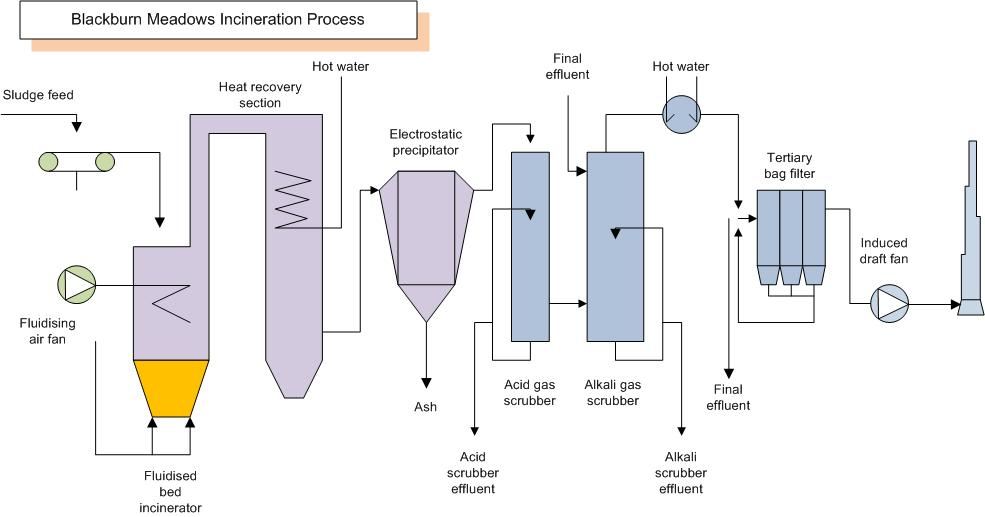 Blackburn Meadows Incineration Process
Sludge feed
Heat recovery
section
Hot water
Electrostatic
precipitator
Final
effluent
Hot water
Tertiary
bag filter
Induced
draft fan
Fluidising
air fan
Ash
Acid gas
scrubber
Alkali gas
scrubber
Final
effluent
Fluidised
bed
incinerator
Acid
scrubber
effluent
Alkali
scrubber
effluent